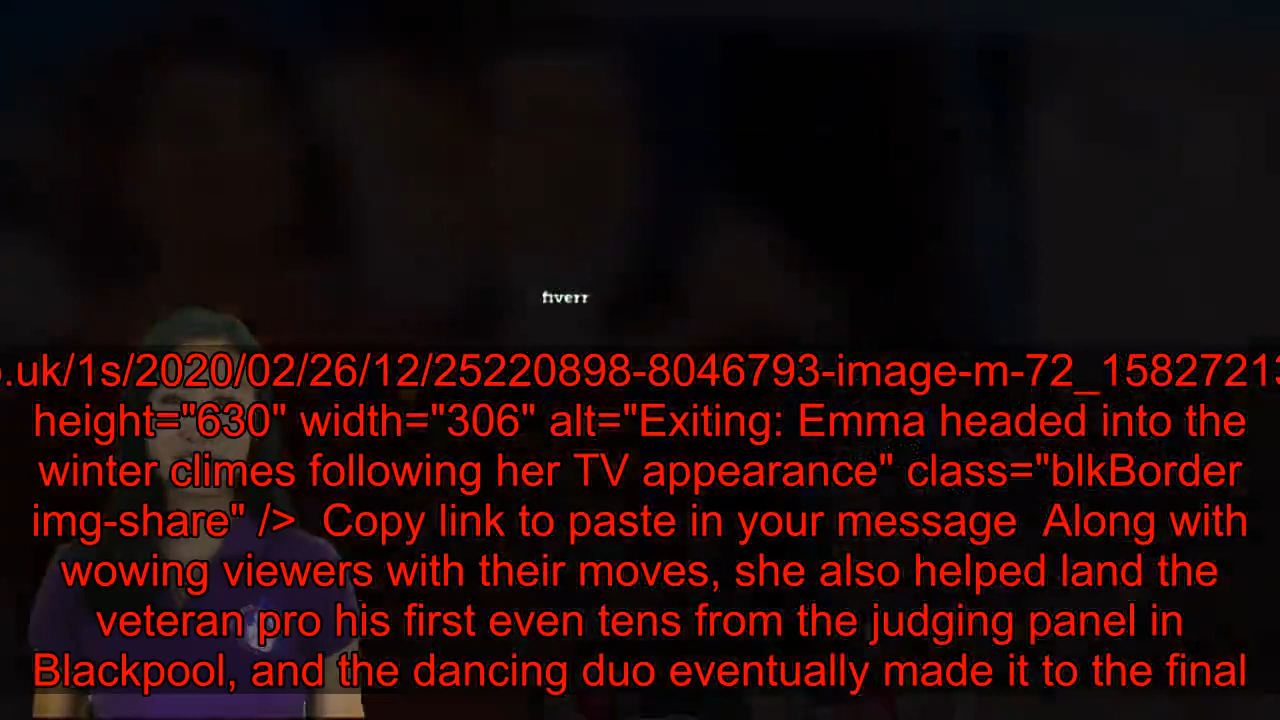 fiverr
o.uk/1s/2020/02/26/12/25220898-8046793-image-m-72_15827213
height="630" width="306" alt="Exiting: Emma headed into the
winter climes following her TV appearance" class="blkBorder
img-share" />  Copy link to paste in your message  Along with
wowing viewers with their moves, she also helped land the
veteran pro his first even tens from the judging panel in
Blackpool, and the dancing duo eventually made it to the final